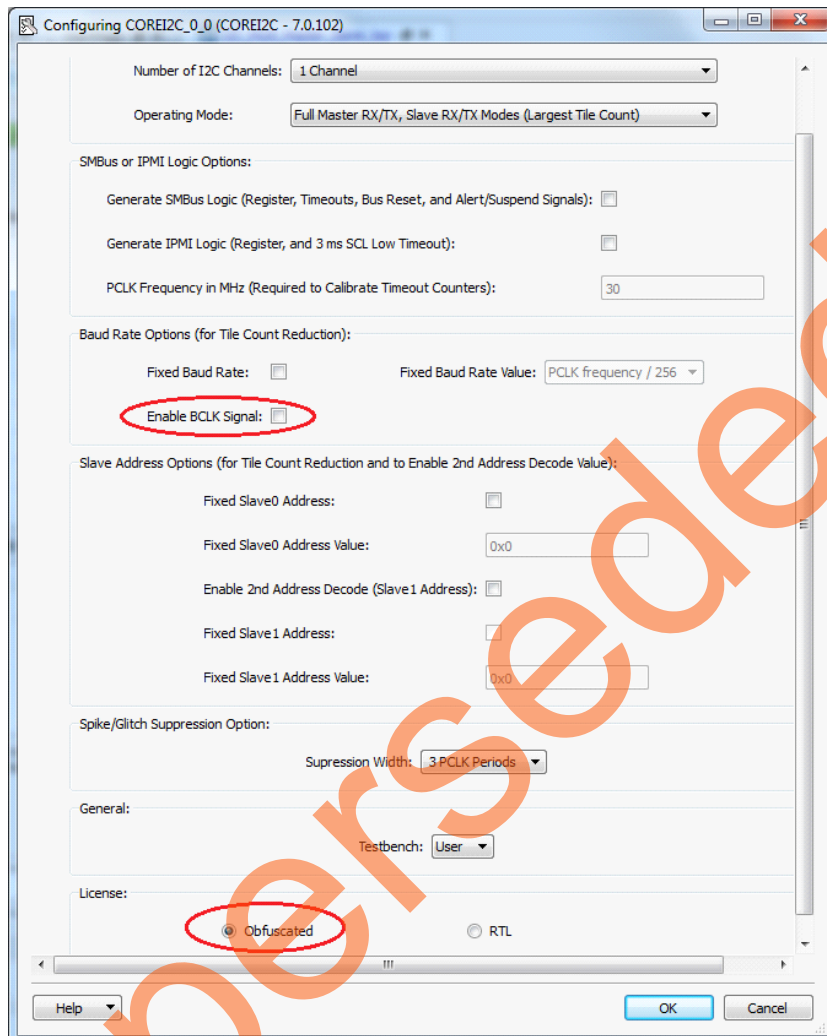 Configuring COREI2C_0_0 (COREI2C - 7.0.102)
Number of I2C Channels: 1 Channel
Operating Mode: Full Master RX/TX, Slave RX/TX Modes (Largest Tile Count)
SMBus or IPMI Logic Options:
Generate SMBus Logic (Register, Timeouts, Bus Reset, and Alert/Suspend Signals):
Generate IPMI Logic (Register, and 3 ms SCL Low Timeout):
PCLK Frequency in MHz (Required to Calibrate Timeout Counters): 30
Baud Rate Options (for Tile Count Reduction):
Fixed Baud Rate: Fixed Baud Rate Value: PCLK frequency / 256
Enable BCLK Signal:
Slave Address Options (for Tile Count Reduction and to Enable 2nd Address Decode Value):
Fixed Slave0 Address:
Fixed Slave0 Address Value: 0x0
Enable 2nd Address Decode (Slave1 Address):
Fixed Slave1 Address:
Fixed Slave1 Address Value: 0x0
Spike/Glitch Suppression Option:
Supression Width: 3 PCLK Periods
General:
Testbench: User
License:
Obfuscated RTL
Help OK Cancel
persede